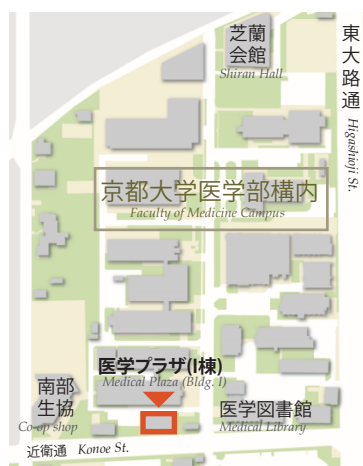 芝蘭
会館
Shiran Hall
東大路通
Higashioji St.
京都大学医学部構内
Faculty of Medicine Campus
医学プラザ(I棟)
Medical Plaza (Bldg. I)
南部
生協
Co-op shop
医学図書館
Medical Library
近衛通 Konoe St.